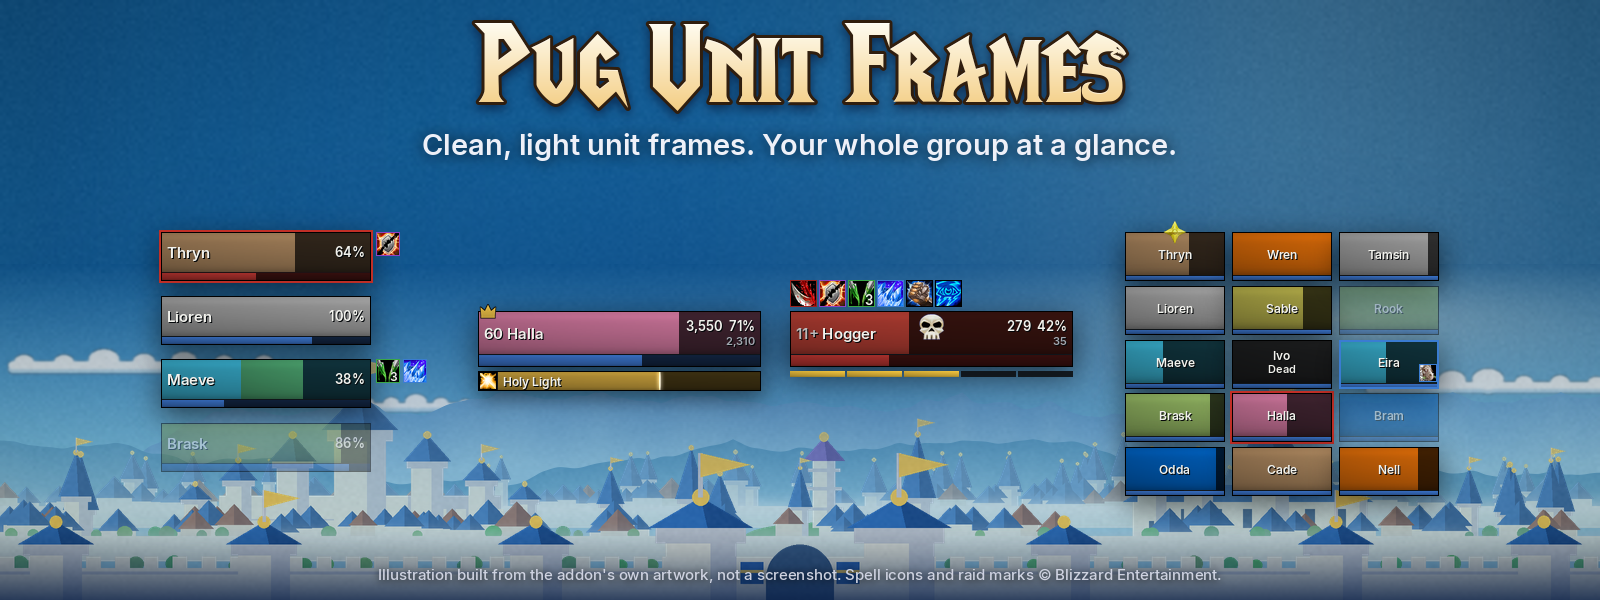 Pug Unit Frames
Clean, light unit frames. Your whole group at a glance.
Thryn 64%
Lioren 100%
3
Maeve 38%
Brask 86%
60 Halla 3,550 71%
2,310
Holy Light
3
11+ Hogger 279 42%
35
Thryn Wren Tamsin
Lioren Sable Rook
Maeve Ivo Dead Eira
Brask Halla Bram
Odda Cade Nell
Illustration built from the addon's own artwork, not a screenshot. Spell icons and raid marks © Blizzard Entertainment.